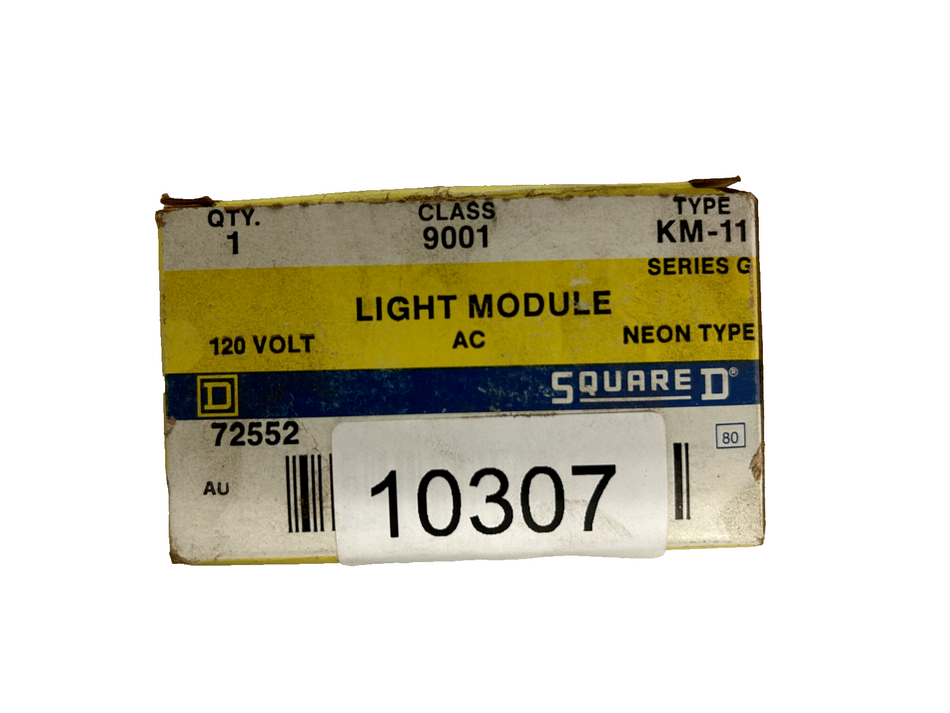 QTY. CLASS TYPE
1 9001 KM-11
SERIES G
LIGHT MODULE
120 VOLT AC NEON TYPE
D SQUARE D®
72552 80
AU 10307